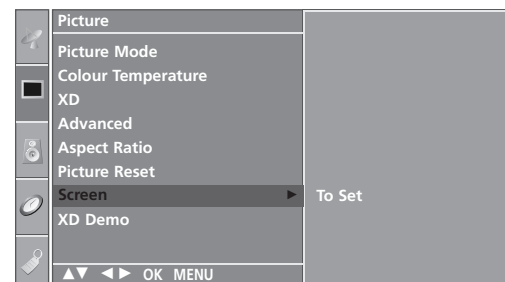 Picture
Picture Mode
Colour Temperature
XD
Advanced
Aspect Ratio
Picture Reset
Screen ► To Set
XD Demo
▲▼ ◄► OK MENU